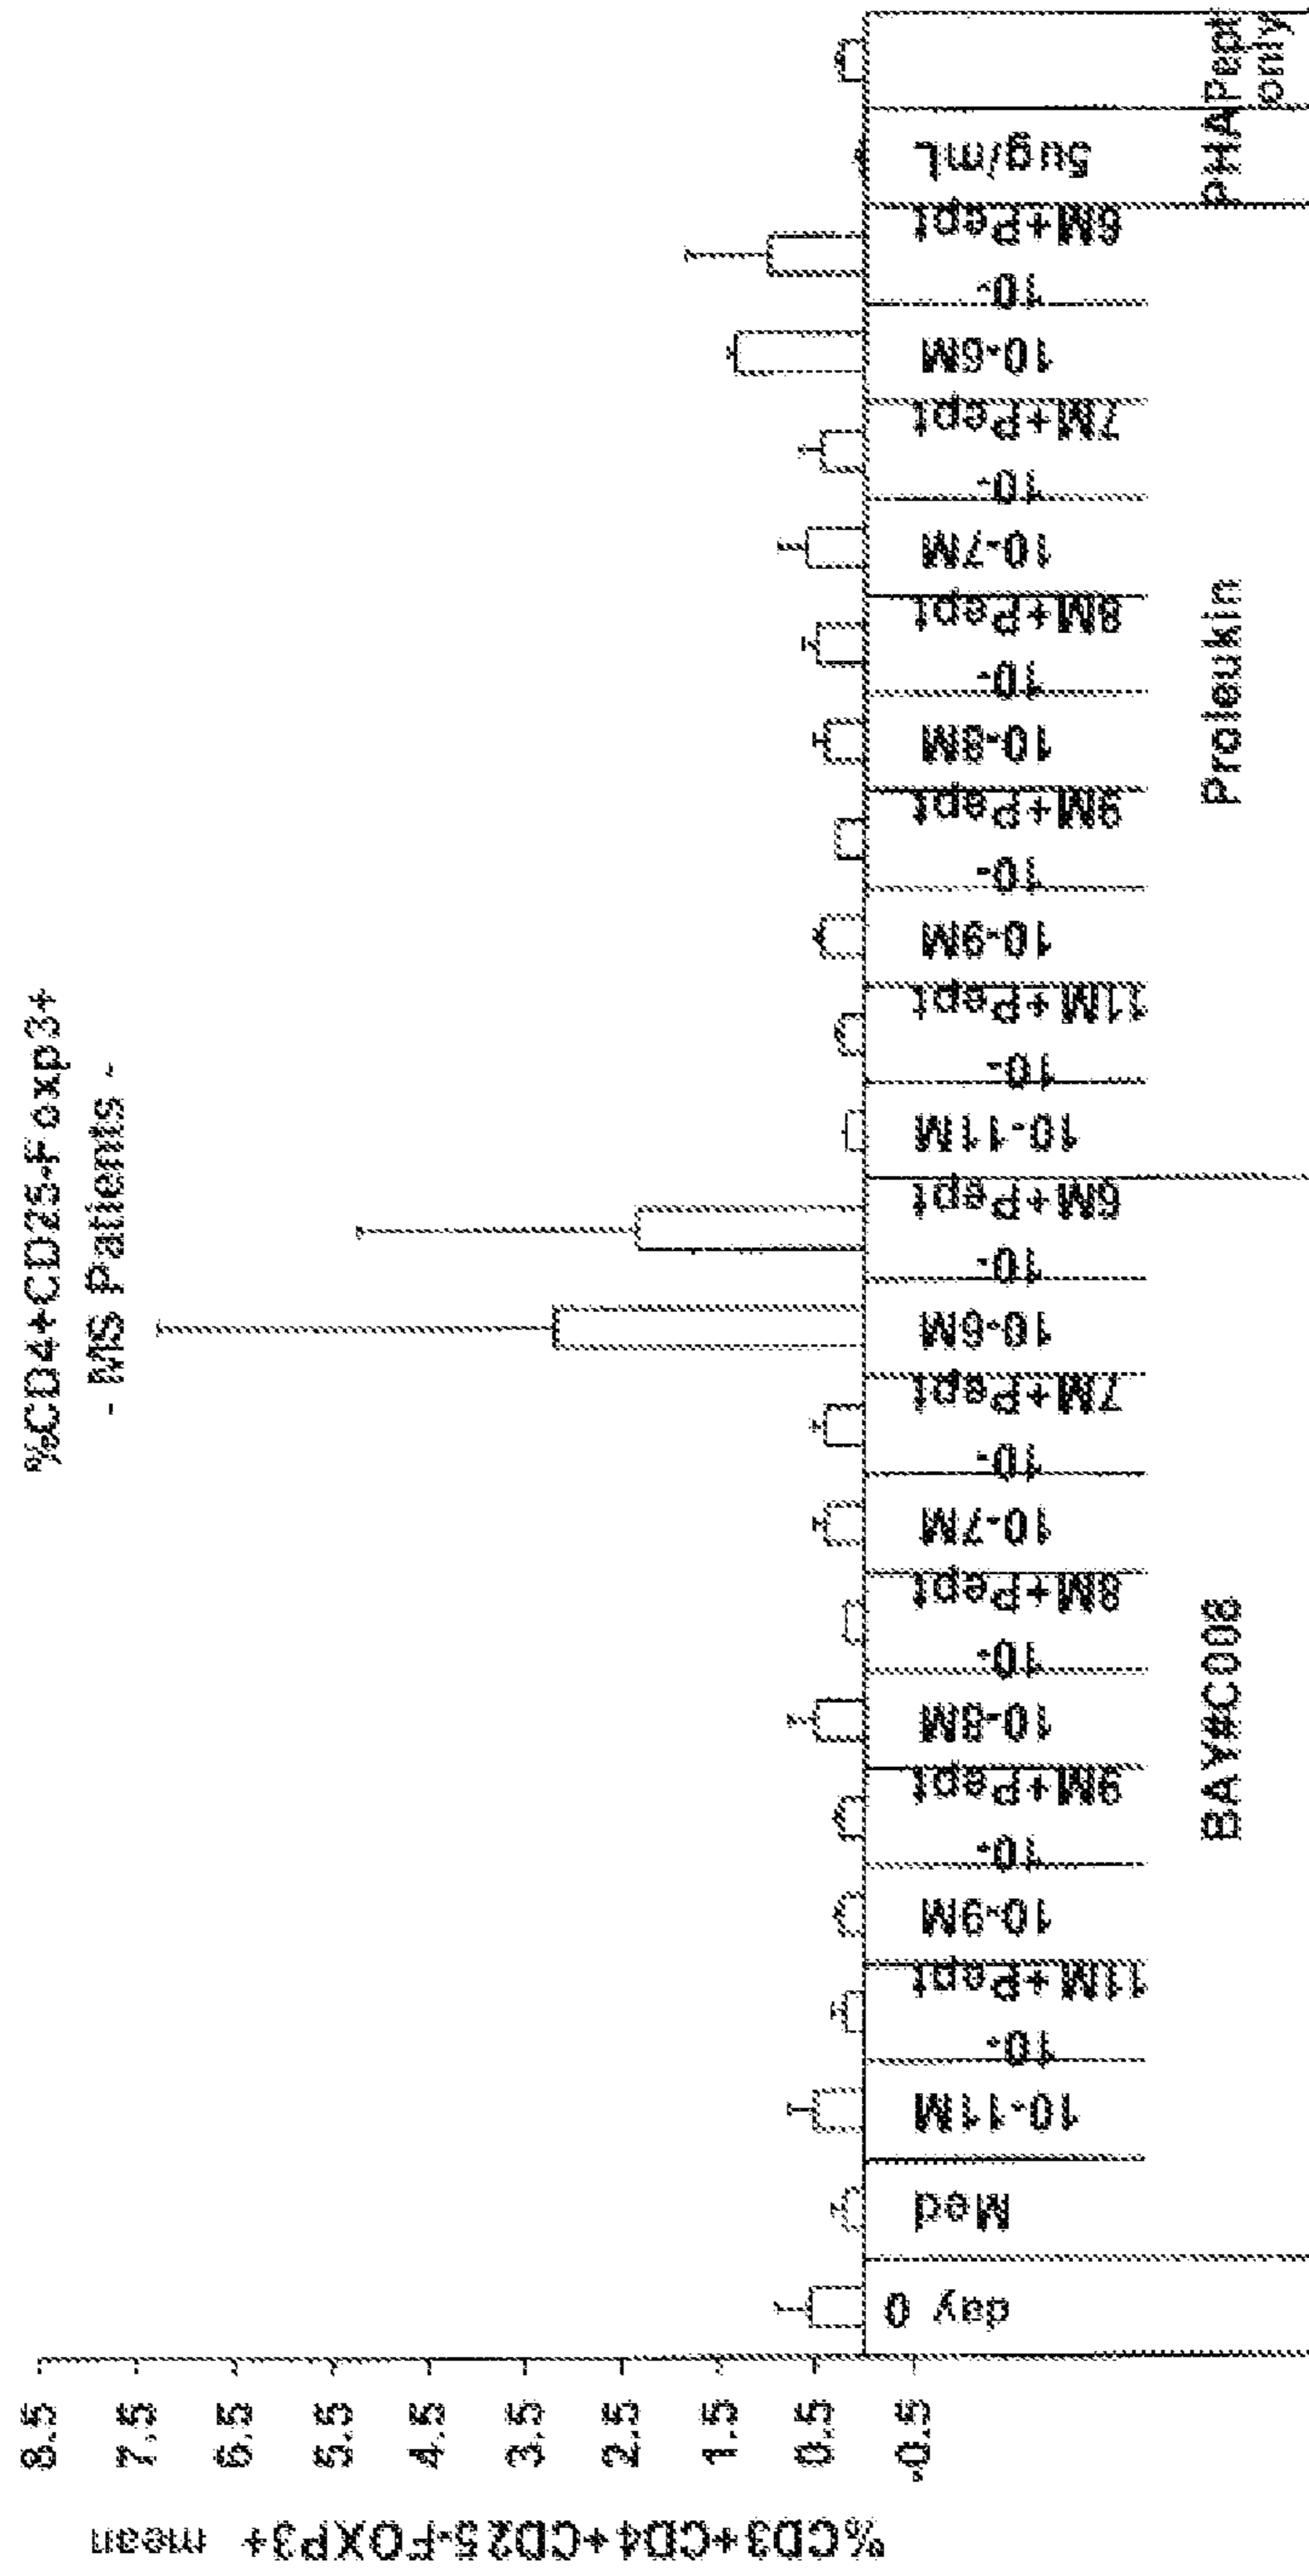 %CD4+CD25-Foxp3+
- MS Patients -
%CD3+CD4+CD25-FOXP3+ mean
8.5
7.5
6.5
5.5
4.5
3.5
2.5
1.5
0.5
-0.5
day 0
Med
10-11M
10-
11M+Pept
10-9M
10-
9M+Pept
10-8M
10-
8M+Pept
10-7M
10-
7M+Pept
10-6M
10-
6M+Pept
10-11M
10-
11M+Pept
10-9M
10-
9M+Pept
10-8M
10-
8M+Pept
10-7M
10-
7M+Pept
10-6M
10-
6M+Pept
5ug/mL
BAY#C008
Proleukin
PHA
Pept
only